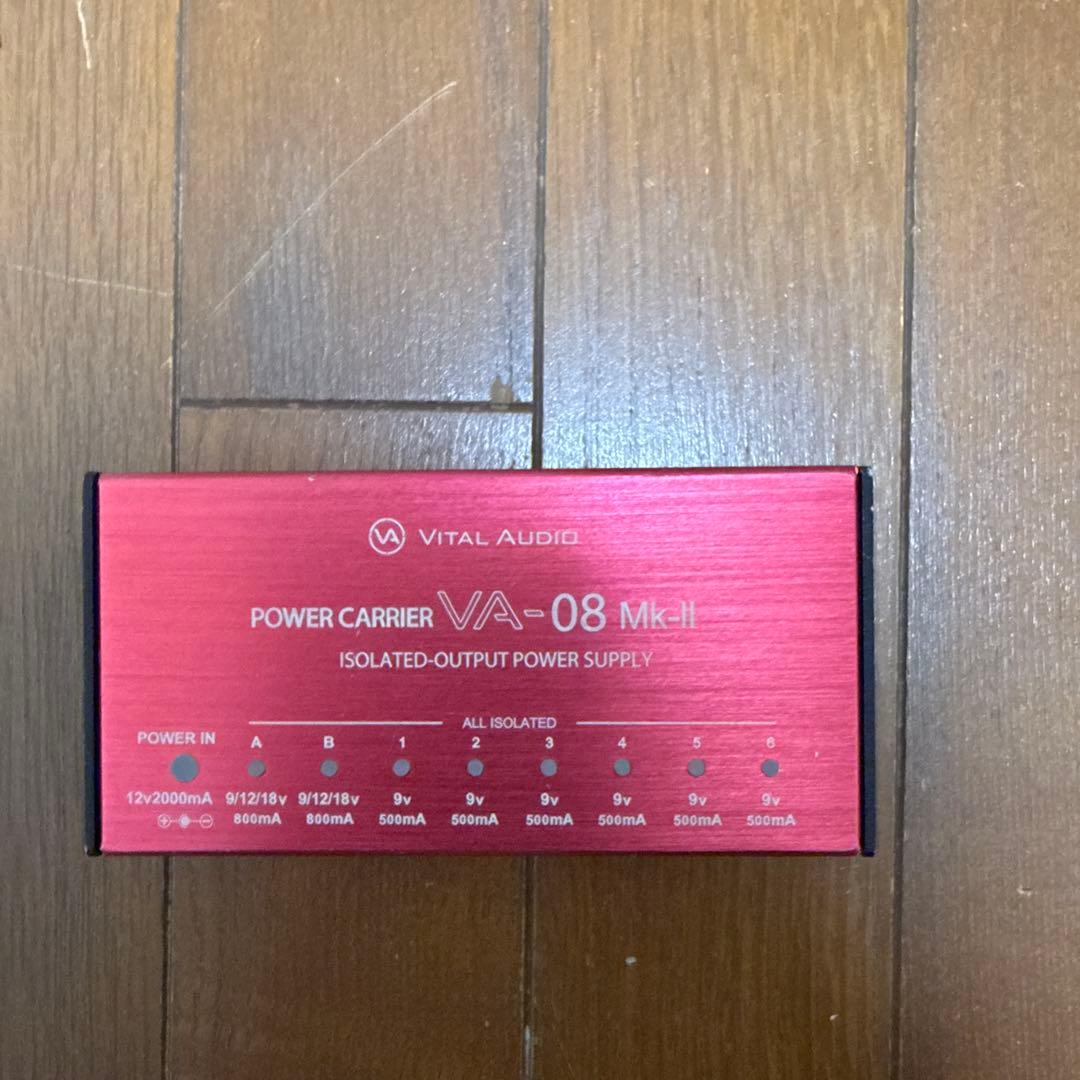 VA VITAL AUDIO
POWER CARRIER VA-08 Mk-II
ISOLATED-OUTPUT POWER SUPPLY
ALL ISOLATED
POWER IN A B 1 2 3 4 5 6
12v2000mA 9/12/18v 9/12/18v 9v 9v 9v 9v 9v 9v
800mA 800mA 500mA 500mA 500mA 500mA 500mA 500mA